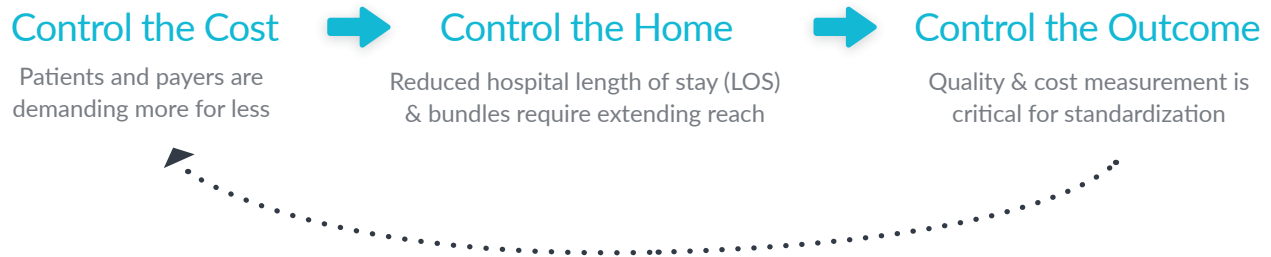 Control the Cost
Patients and payers are
demanding more for less
Control the Home
Reduced hospital length of stay (LOS)
& bundles require extending reach
Control the Outcome
Quality & cost measurement is
critical for standardization